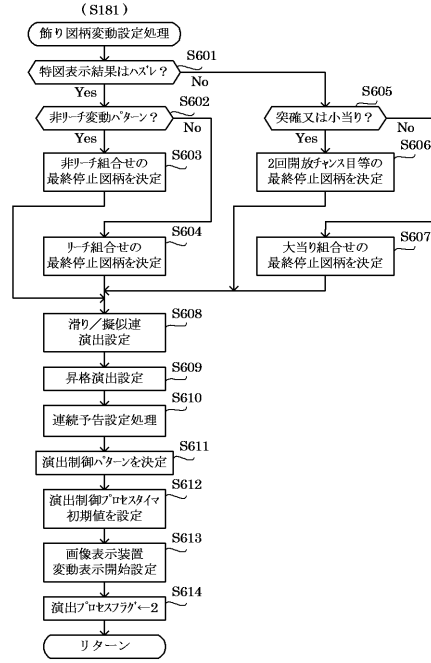 (S181)
飾り図柄変動設定処理
S601
特図表示結果はハズレ？
No
Yes
S602
非リーチ変動パターン？
No
Yes
S603
非リーチ組合せの
最終停止図柄を決定
S604
リーチ組合せの
最終停止図柄を決定
S605
突確又は小当り？
No
Yes
S606
2回開放チャンス目等の
最終停止図柄を決定
S607
大当り組合せの
最終停止図柄を決定
S608
滑り／擬似連
演出設定
S609
昇格演出設定
S610
連続予告設定処理
S611
演出制御パターンを決定
S612
演出制御プロセスタイマ
初期値を設定
S613
画像表示装置
変動表示開始設定
S614
演出プロセスフラグ←2
リターン